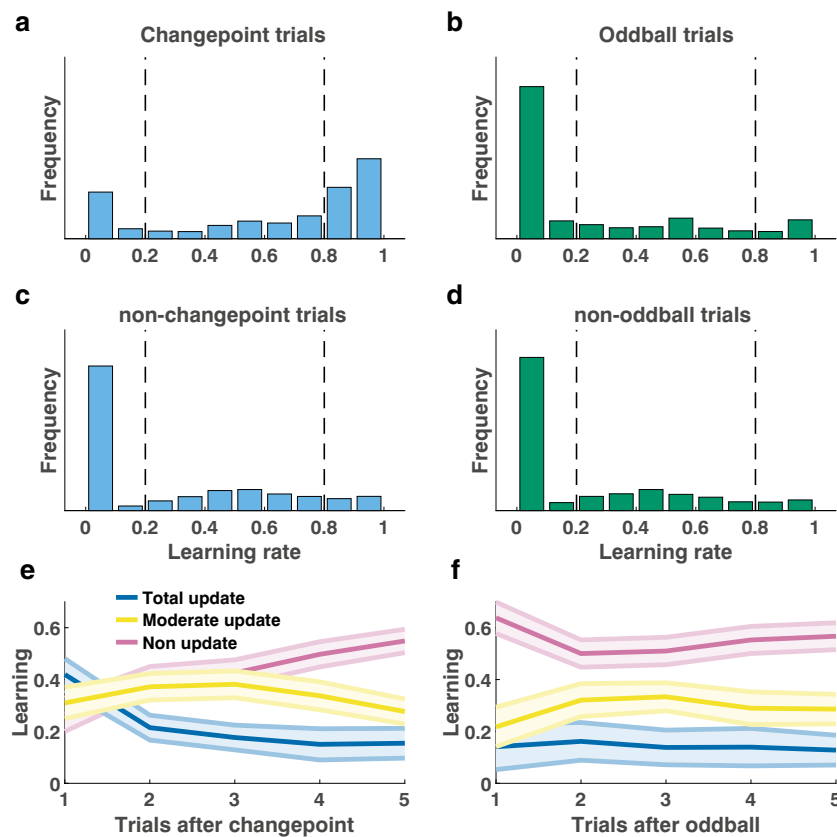 a
Changepoint trials
Frequency
0 0.2 0.4 0.6 0.8 1
b
Oddball trials
Frequency
0 0.2 0.4 0.6 0.8 1
c
non-changepoint trials
Frequency
0 0.2 0.4 0.6 0.8 1
Learning rate
d
non-oddball trials
Frequency
0 0.2 0.4 0.6 0.8 1
Learning rate
e
Total update
Moderate update
Non update
Learning
0.6
0.4
0.2
0
1 2 3 4 5
Trials after changepoint
f
0.6
0.4
0.2
0
1 2 3 4 5
Trials after oddball